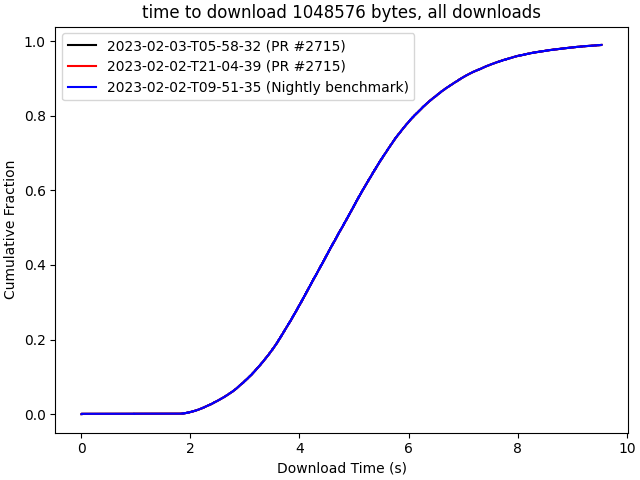 time to download 1048576 bytes, all downloads
2023-02-03-T05-58-32 (PR #2715)
2023-02-02-T21-04-39 (PR #2715)
2023-02-02-T09-51-35 (Nightly benchmark)
Cumulative Fraction
1.0
0.8
0.6
0.4
0.2
0.0
0 2 4 6 8 10
Download Time (s)